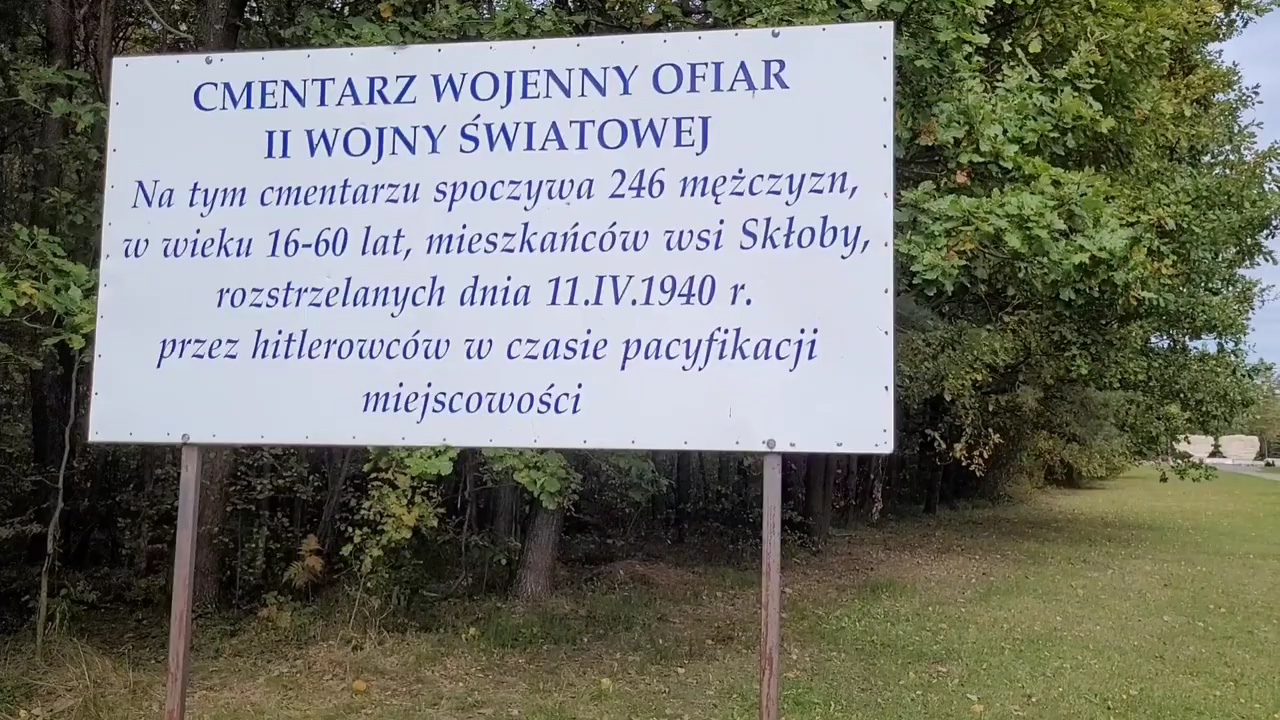 CMENTARZ WOJENNY OFIAR
II WOJNY ŚWIATOWEJ
Na tym cmentarzu spoczywa 246 mężczyzn,
w wieku 16-60 lat, mieszkańców wsi Skłoby,
rozstrzelanych dnia 11.IV.1940 r.
przez hitlerowców w czasie pacyfikacji
miejscowości